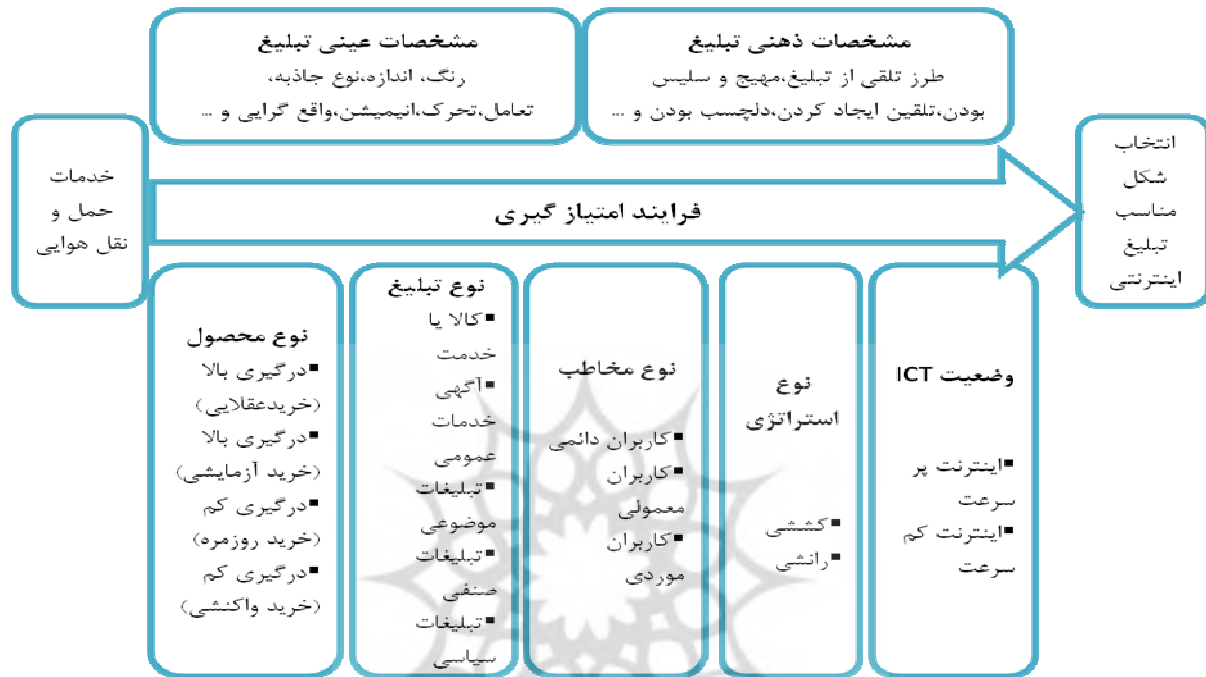 مشخصات ذهنی تبلیغ
طرز تلقی از تبلیغ،مهیج و سلیس
بودن،تلقین ایجاد کردن،دلچسب بودن و ...
مشخصات عینی تبلیغ
رنگ، اندازه،نوع جاذبه،
تعامل،تحرک،انیمیشن،واقع گرایی و ...
خدمات
حمل و
نقل هوایی
فرایند امتیاز گیری
انتخاب
شکل
مناسب
تبلیغ
اینترنتی
وضعیت ICT
▪اینترنت پر
سرعت
▪اینترنت کم
سرعت
نوع
استراتژی
▪کششی
▪رانشی
نوع مخاطب
▪کاربران دائمی
▪کاربران
معمولی
▪کاربران
موردی
نوع تبلیغ
▪کالا یا
خدمت
▪آگهی
خدمات
عمومی
▪تبلیغات
موضوعی
▪تبلیغات
صنفی
▪تبلیغات
سیاسی
نوع محصول
▪درگیری بالا
(خریدعقلایی)
▪درگیری بالا
(خرید آزمایشی)
▪درگیری کم
(خرید روزمره)
▪درگیری کم
(خرید واکنشی)